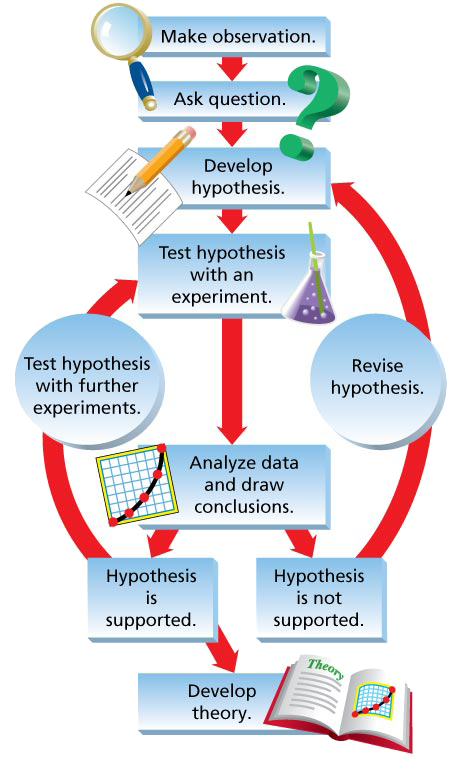 Make observation.
Ask question.
Develop
hypothesis.
Test hypothesis
with an
experiment.
Test hypothesis
with further
experiments.
Revise
hypothesis.
Analyze data
and draw
conclusions.
Hypothesis
is
supported.
Hypothesis
is not
supported.
Develop
theory.
Theory